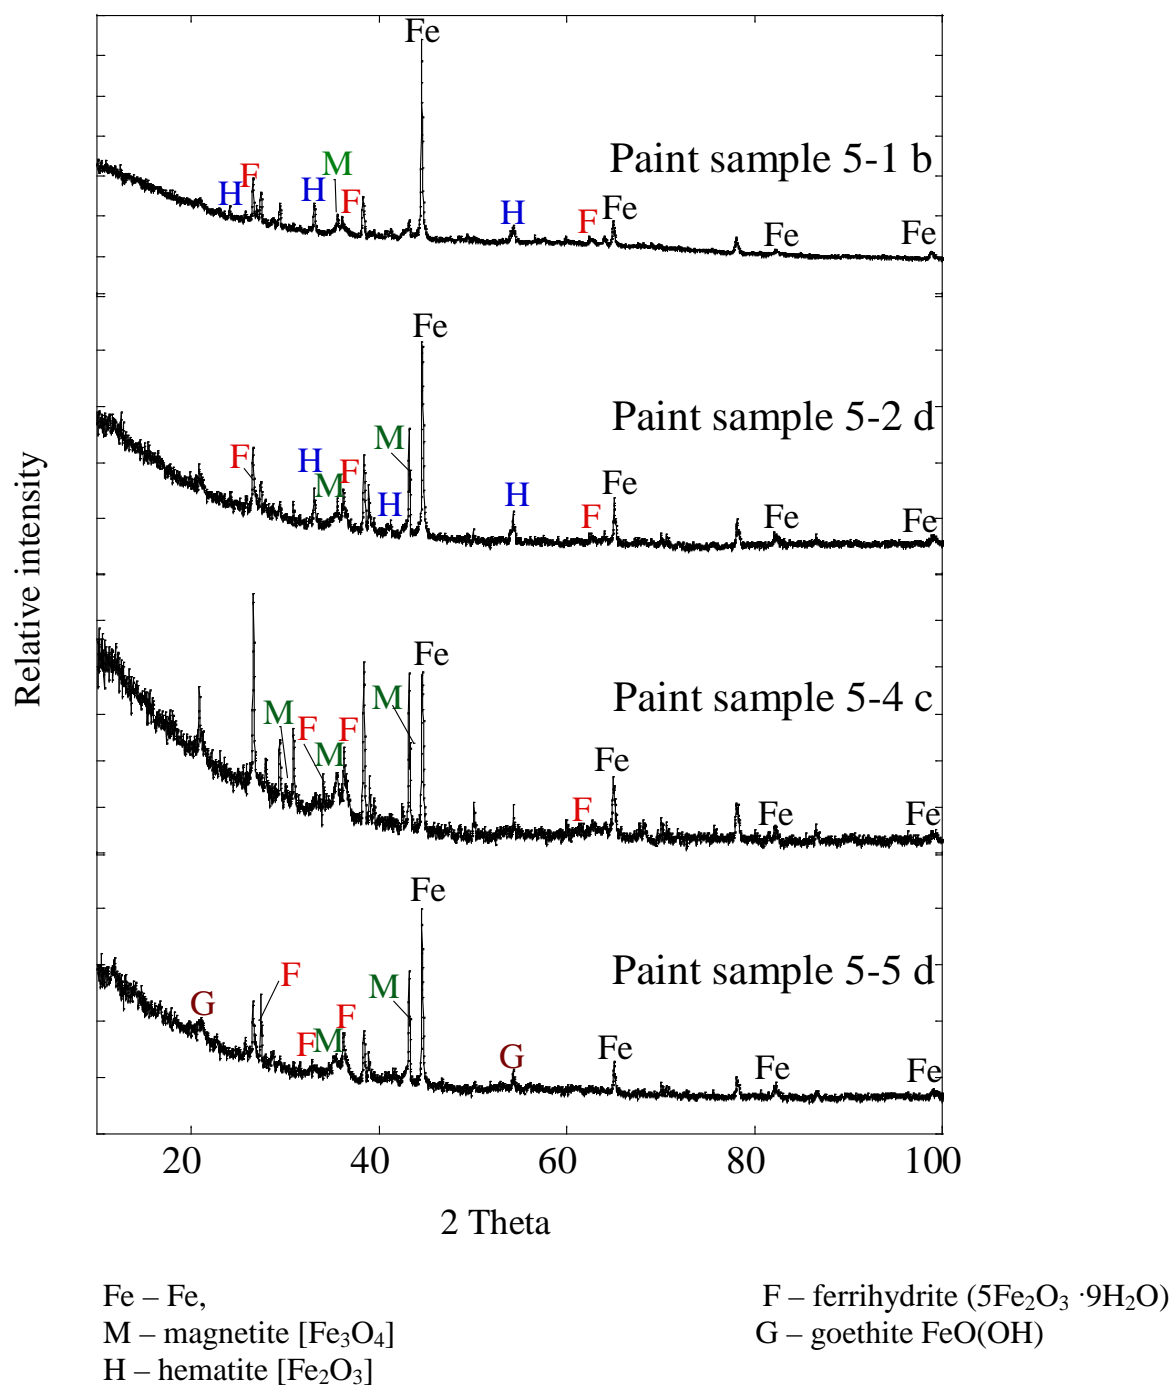 Fe
Paint sample 5-1 b
M
F
H
H
F
H
F
Fe
Fe
Fe
Fe
Paint sample 5-2 d
M
F
H
F
M
H
H
F
Fe
Fe
Fe
Fe
Paint sample 5-4 c
M
M
F
F
M
Fe
F
Fe
Fe
Fe
Paint sample 5-5 d
F
M
G
F
F
M
G
Fe
Fe
Fe
Relative intensity
20
40
60
80
100
2 Theta
Fe – Fe,
F – ferrihydrite (5Fe₂O₃ ·9H₂O)
M – magnetite [Fe₃O₄]
G – goethite FeO(OH)
H – hematite [Fe₂O₃]